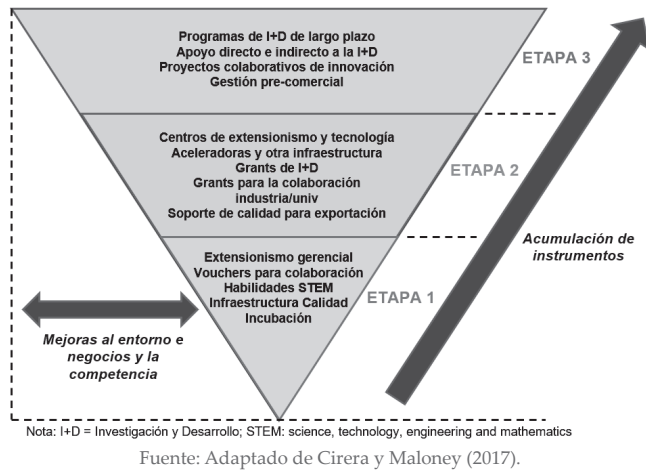 Programas de I+D de largo plazo
Apoyo directo e indirecto a la I+D
Proyectos colaborativos de innovación
Gestión pre-comercial
ETAPA 3
Centros de extensionismo y tecnología
Aceleradoras y otra infraestructura
Grants de I+D
Grants para la colaboración
industria/univ
Soporte de calidad para exportación
ETAPA 2
Acumulación de
instrumentos
Extensionismo gerencial
Vouchers para colaboración
Habilidades STEM
Infraestructura Calidad
Incubación
ETAPA 1
Mejoras al entorno e
negocios y la
competencia
Nota: I+D = Investigación y Desarrollo; STEM: science, technology, engineering and mathematics
Fuente: Adaptado de Cirera y Maloney (2017).